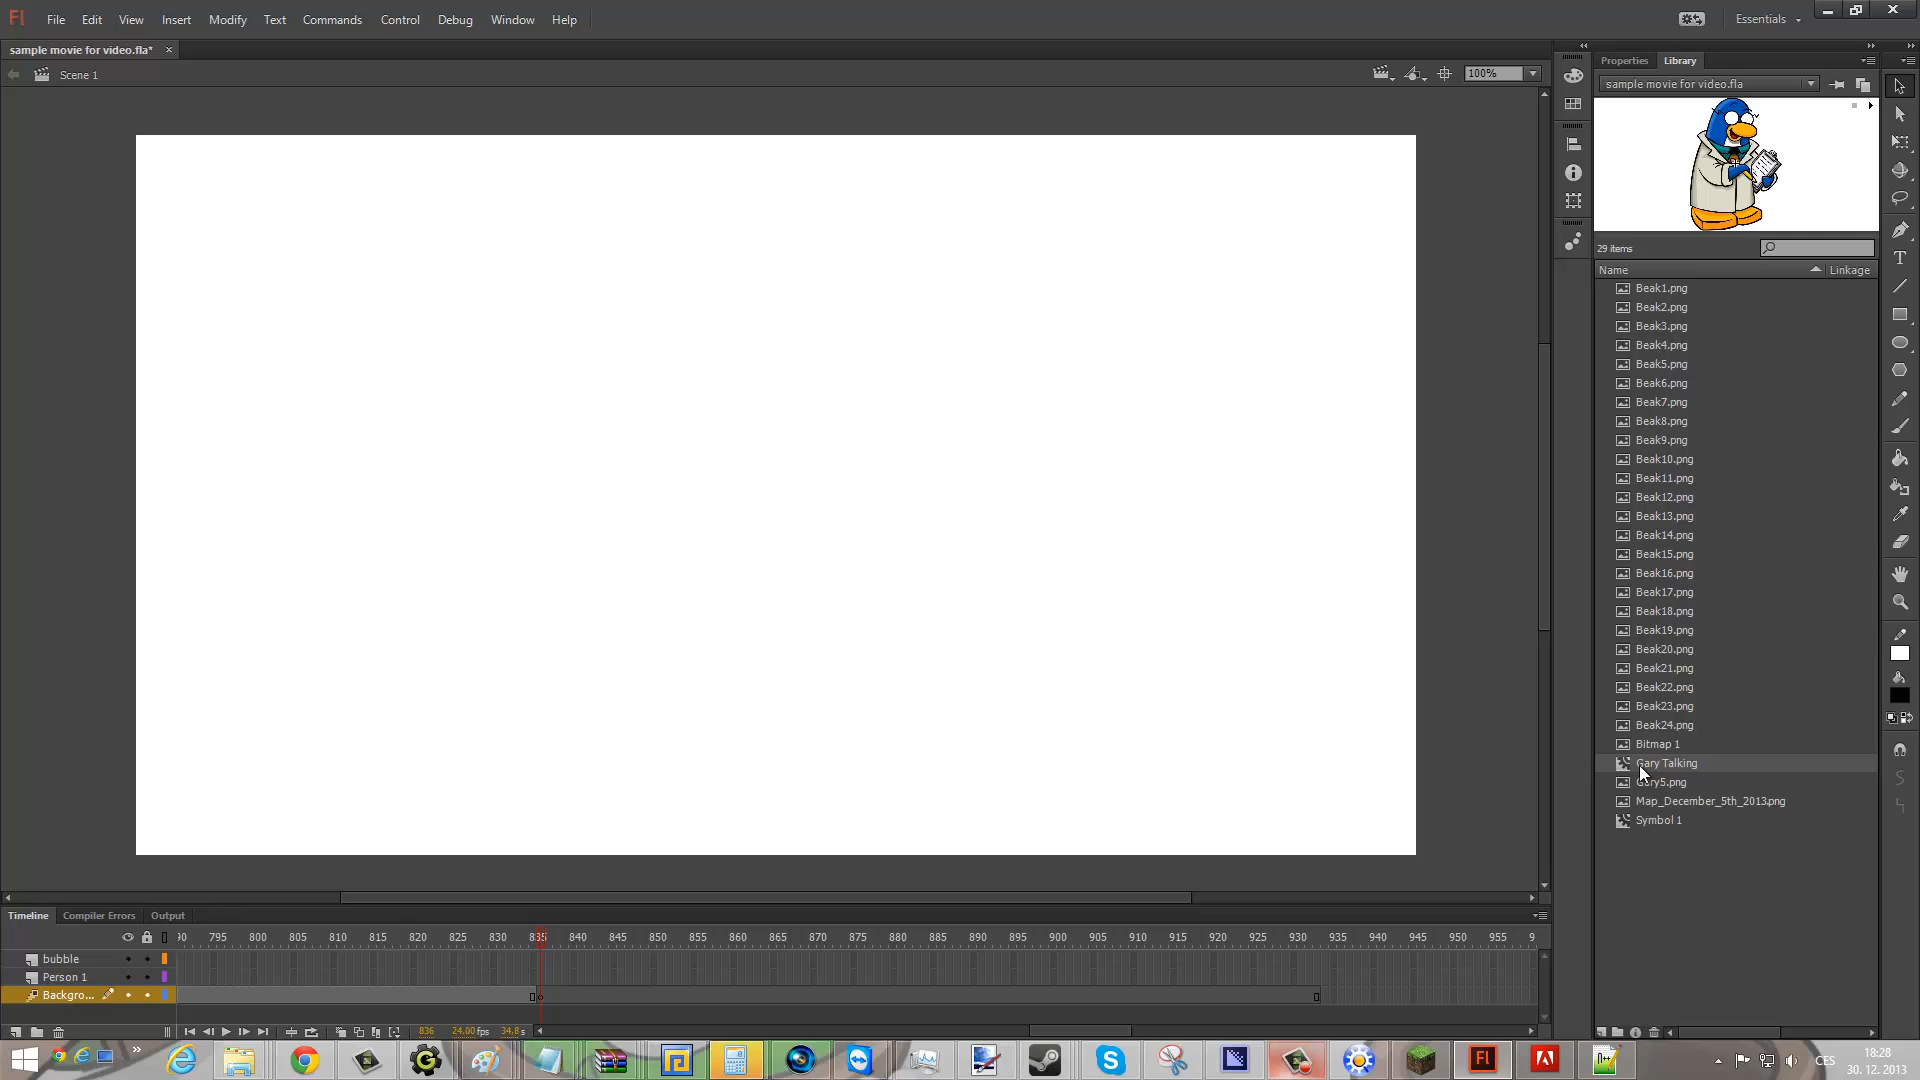 Fl File Edit View Insert Modify Text Commands Control Debug Window Help Essentials
sample movie for video.fla*
Scene 1 100%
Properties Library
sample movie for video.fla
29 items
Name Linkage
Beak1.png
Beak2.png
Beak3.png
Beak4.png
Beak5.png
Beak6.png
Beak7.png
Beak8.png
Beak9.png
Beak10.png
Beak11.png
Beak12.png
Beak13.png
Beak14.png
Beak15.png
Beak16.png
Beak17.png
Beak18.png
Beak19.png
Beak20.png
Beak21.png
Beak22.png
Beak23.png
Beak24.png
Bitmap 1
Gary Talking
Gary5.png
Map_December_5th_2013.png
Symbol 1
Timeline Compiler Errors Output
90 795 800 805 810 815 820 825 830 835 840 845 850 855 860 865 870 875 880 885 890 895 900 905 910 915 920 925 930 935 940 945 950 955 9
bubble
Person 1
Backgro...
836 24,00 fps 34,8 s
CES 18:28
30. 12. 2013